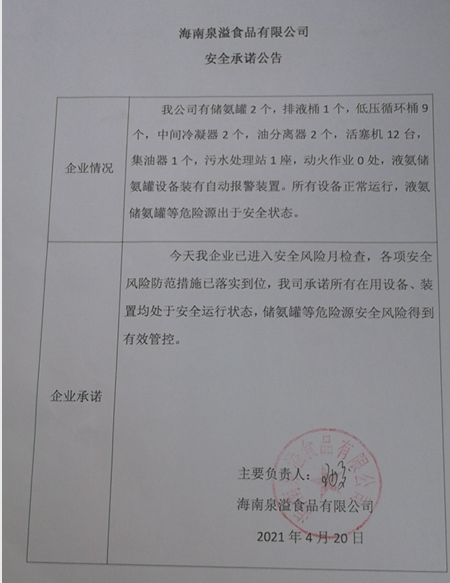 海南泉溢食品有限公司
安全承诺公告
企业情况
我公司有储氨罐 2 个，排液桶 1 个，低压循环桶 9
个，中间冷凝器 2 个，油分离器 2 个，活塞机 12 台，
集油器 1 个，污水处理站 1 座，动火作业 0 处，液氨储
氨罐设备装有自动报警装置。所有设备正常运行，液氨
储氨罐等危险源出于安全状态。
企业承诺
今天我企业已进入安全风险月检查，各项安全
风险防范措施已落实到位，我司承诺所有在用设备、装
置均处于安全运行状态，储氨罐等危险源安全风险得到
有效管控。
主要负责人：
海南泉溢食品有限公司
2021 年 4 月 20 日